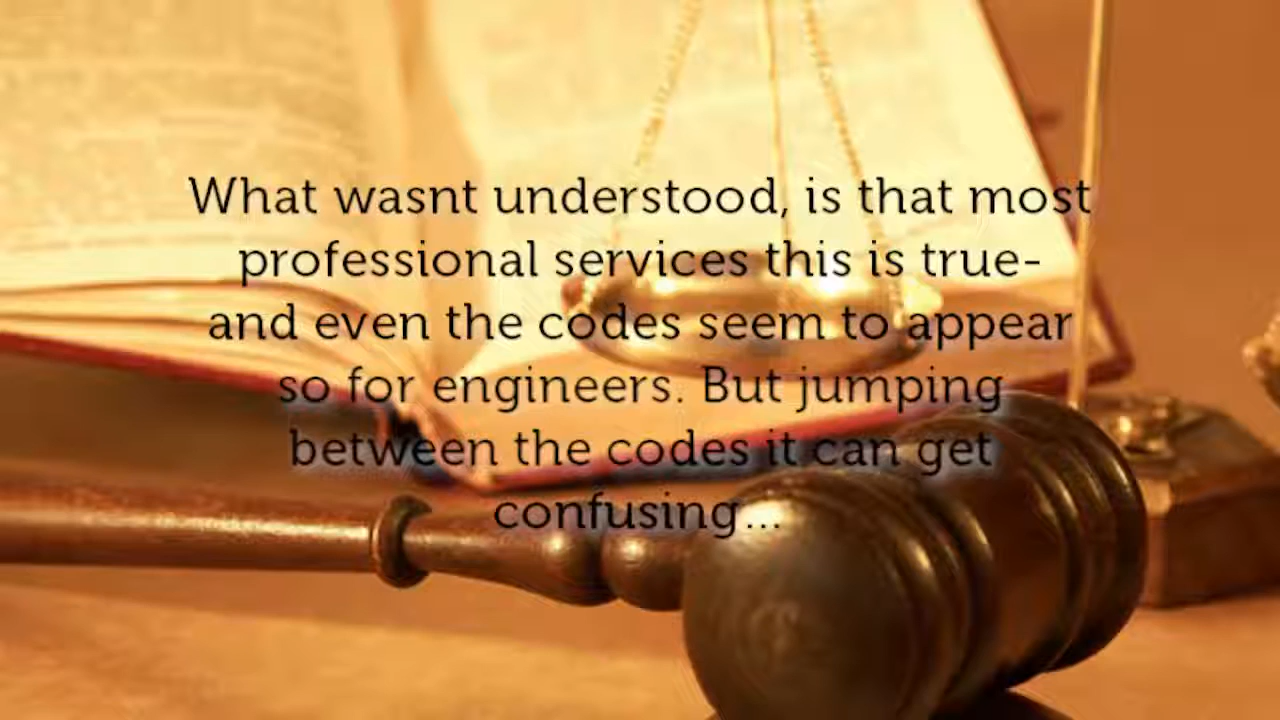 What wasnt understood, is that most
professional services this is true-
and even the codes seem to appear
so for engineers. But jumping
between the codes it can get
confusing...